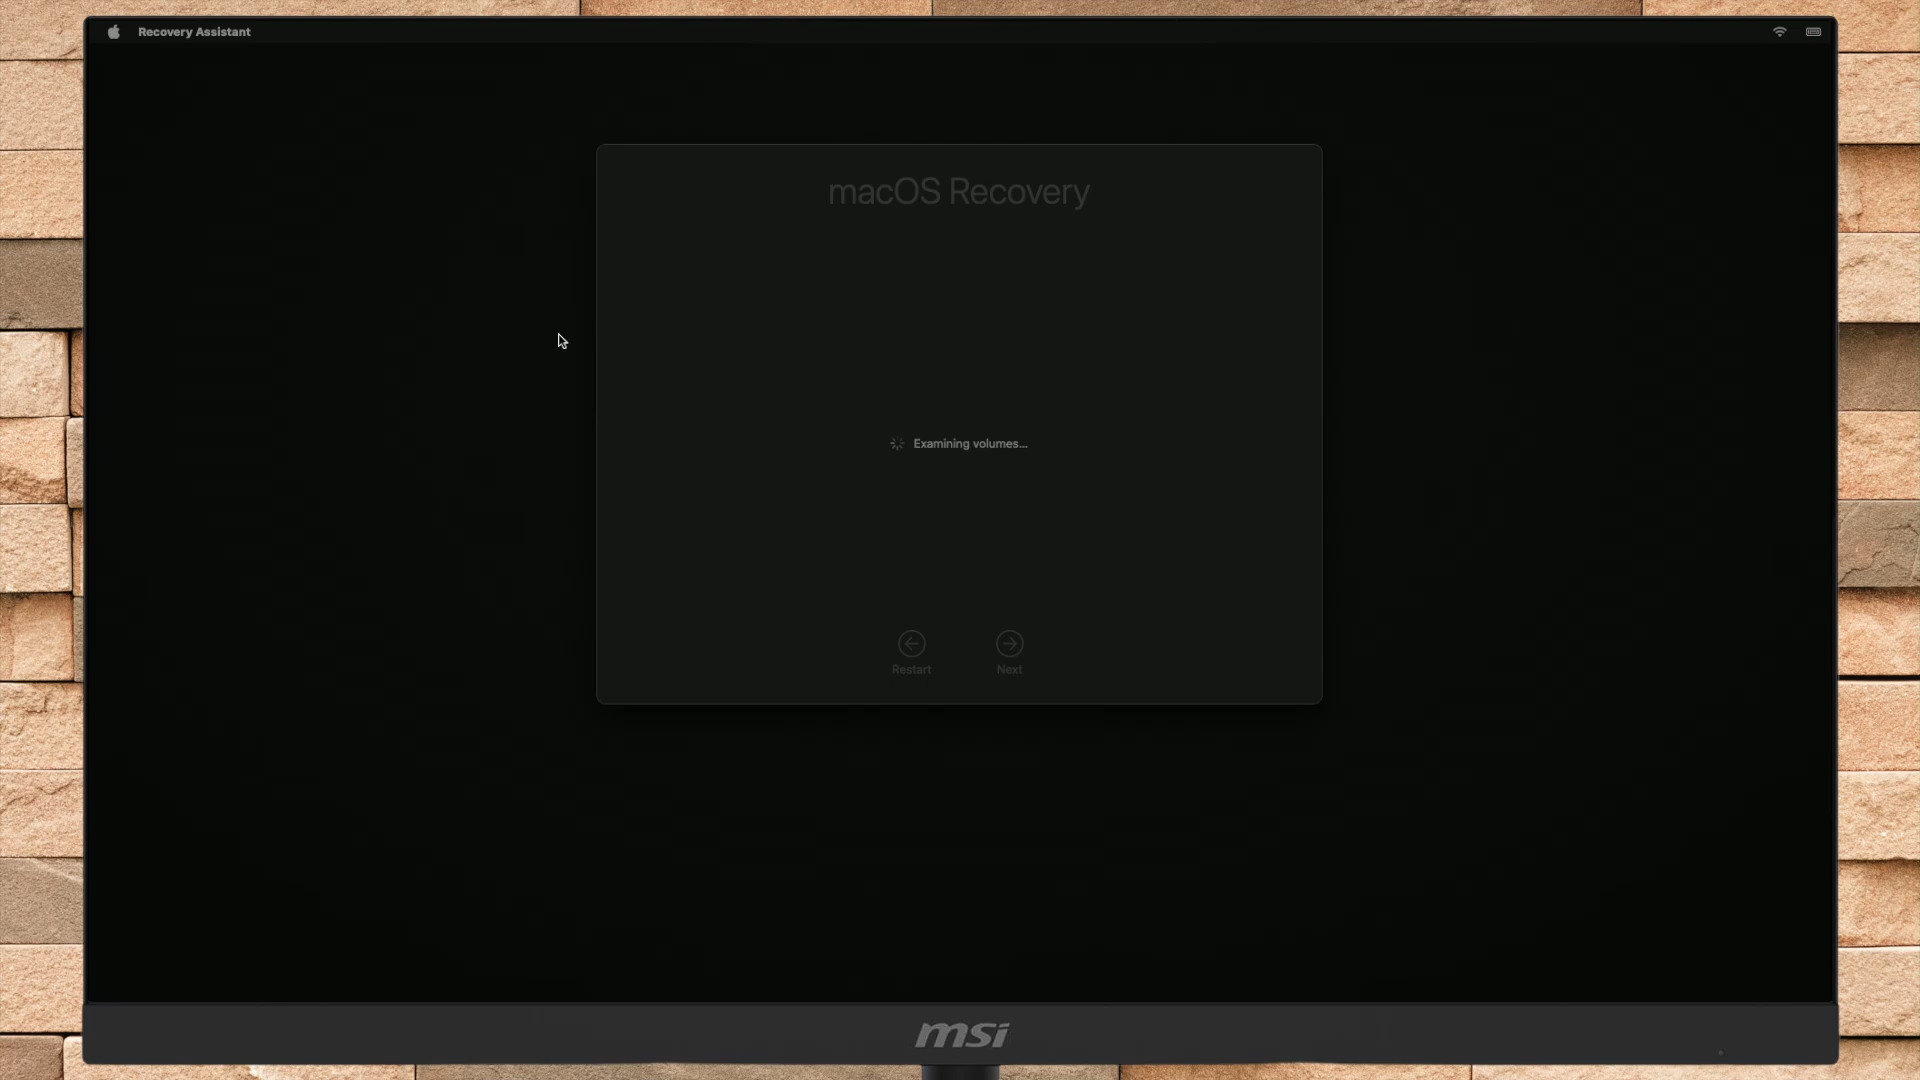 Recovery Assistant
macOS Recovery
Examining volumes...
Restart
Next
msi